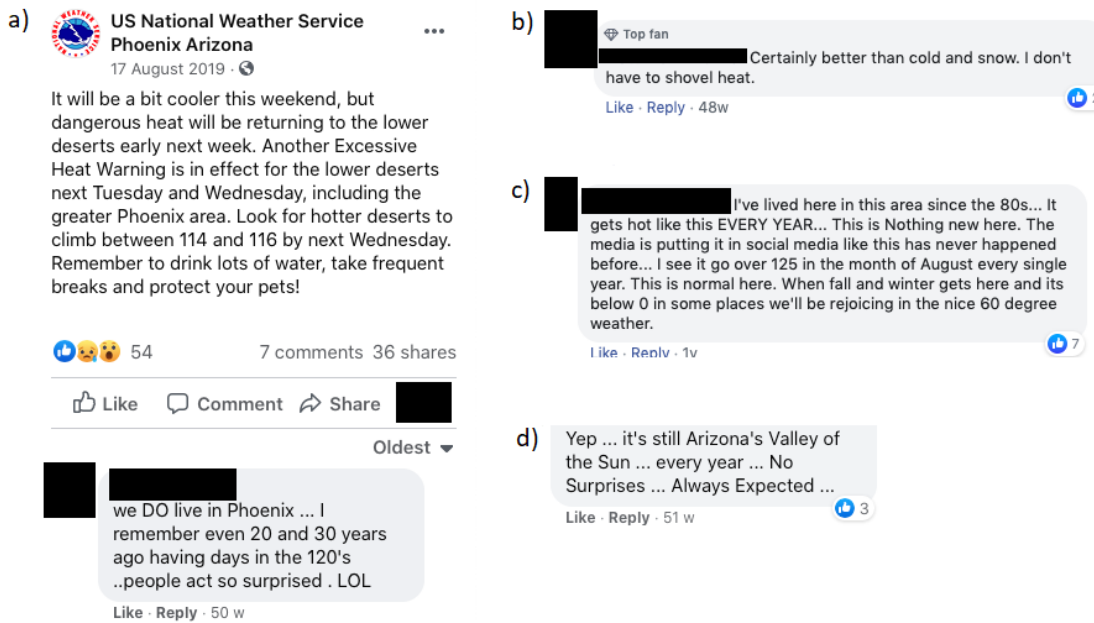 a)
US National Weather Service
Phoenix Arizona
17 August 2019 ·
It will be a bit cooler this weekend, but
dangerous heat will be returning to the lower
deserts early next week. Another Excessive
Heat Warning is in effect for the lower deserts
next Tuesday and Wednesday, including the
greater Phoenix area. Look for hotter deserts to
climb between 114 and 116 by next Wednesday.
Remember to drink lots of water, take frequent
breaks and protect your pets!
54 7 comments 36 shares
Like Comment Share
Oldest
we DO live in Phoenix ... I
remember even 20 and 30 years
ago having days in the 120's
..people act so surprised . LOL
Like · Reply · 50 w
b)
Top fan
Certainly better than cold and snow. I don't
have to shovel heat.
Like · Reply · 48w
c)
I've lived here in this area since the 80s... It
gets hot like this EVERY YEAR... This is Nothing new here. The
media is putting it in social media like this has never happened
before... I see it go over 125 in the month of August every single
year. This is normal here. When fall and winter gets here and its
below 0 in some places we'll be rejoicing in the nice 60 degree
weather.
7
Like · Reply · 1y
d)
Yep ... it's still Arizona's Valley of
the Sun ... every year ... No
Surprises ... Always Expected ...
3
Like · Reply · 51 w